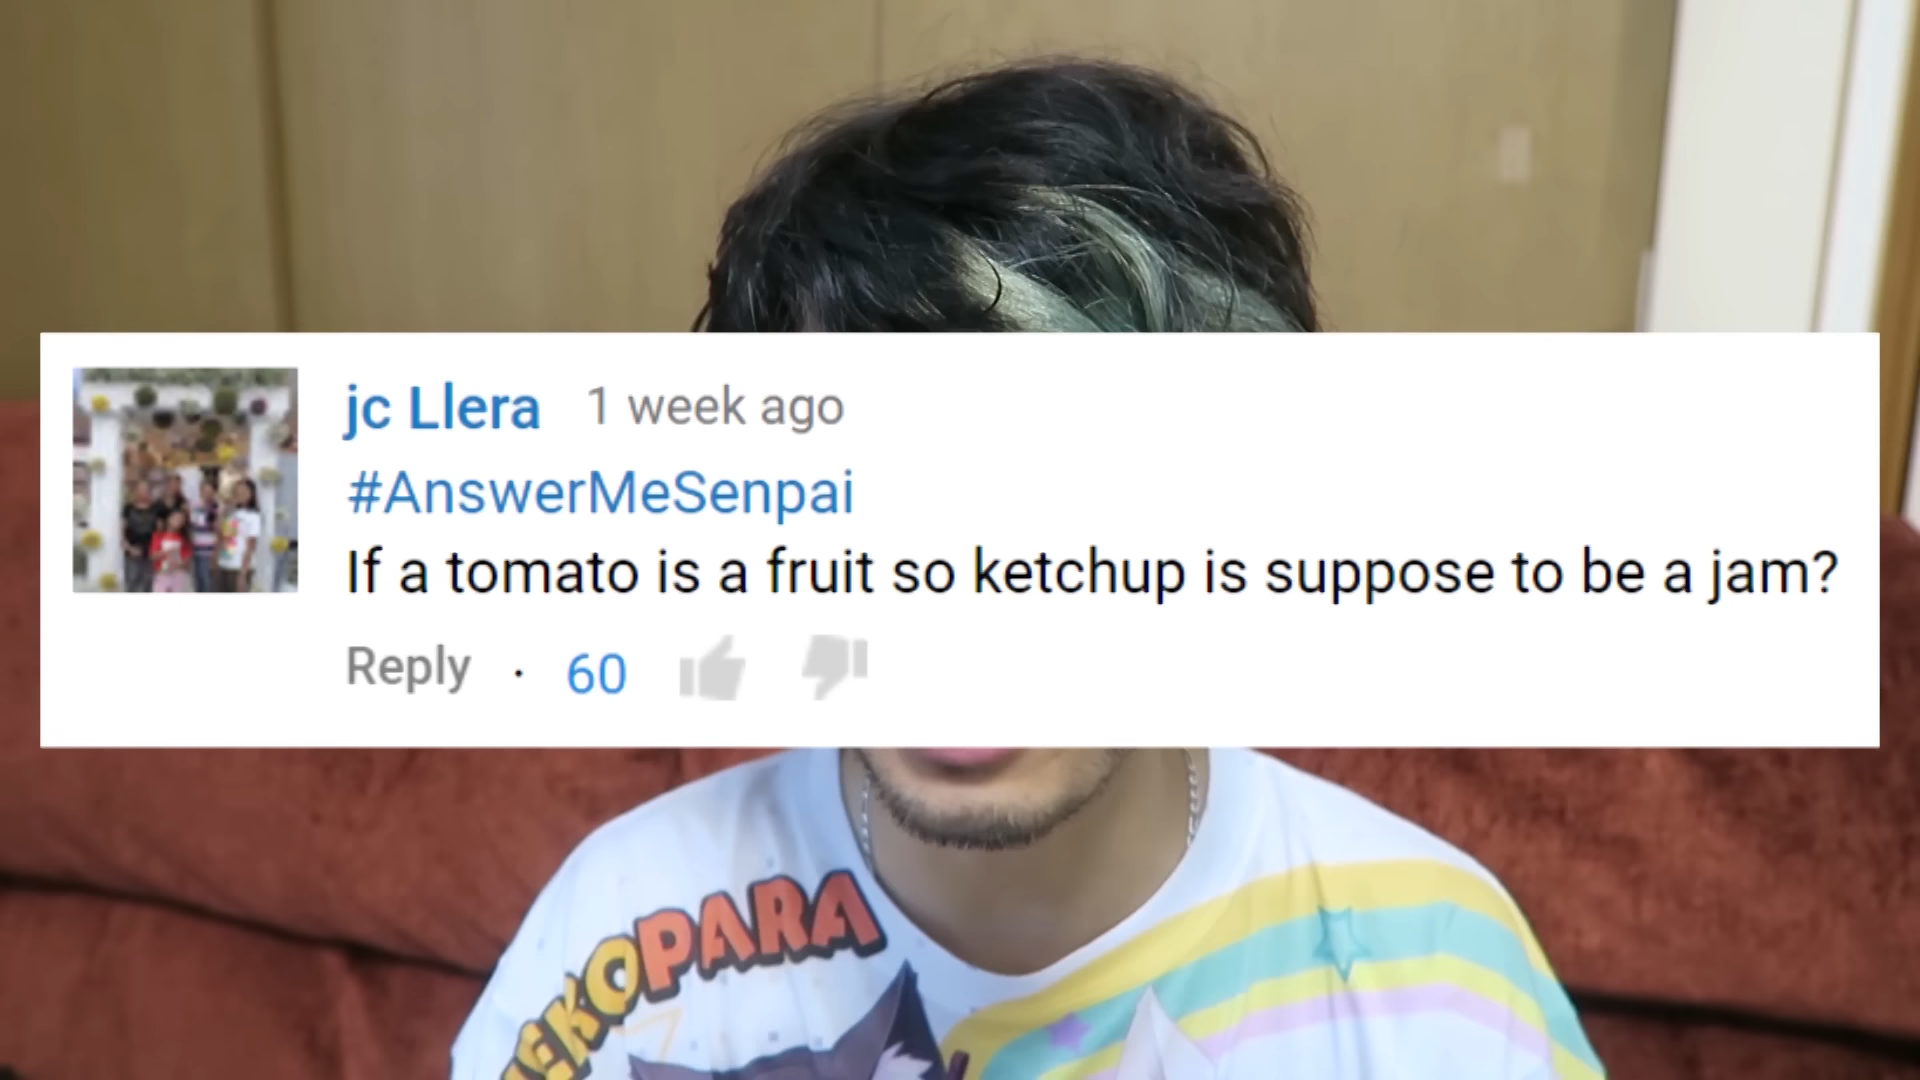 jc Llera 1 week ago
#AnswerMeSenpai
If a tomato is a fruit so ketchup is suppose to be a jam?
Reply · 60
EKOPARA